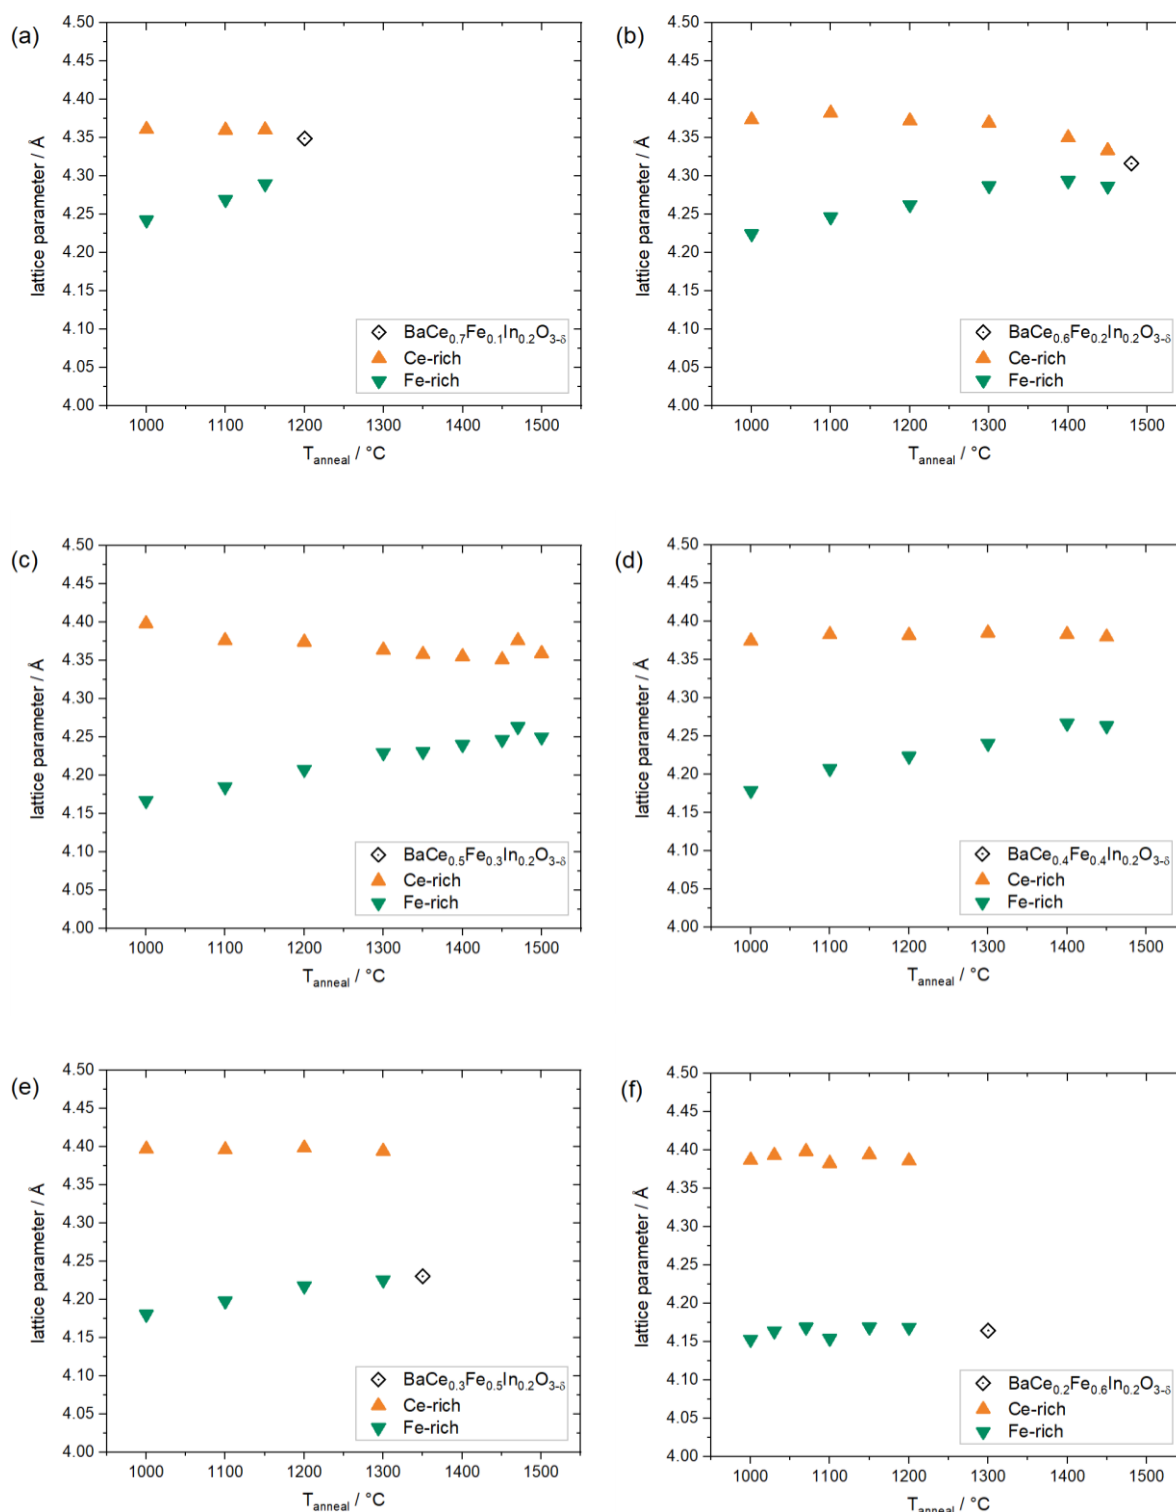 (a)
4.50
4.45
4.40
4.35
4.30
4.25
4.20
4.15
4.10
4.05
4.00
lattice parameter / Å
BaCe0.7Fe0.1In0.2O3-δ
Ce-rich
Fe-rich
1000 1100 1200 1300 1400 1500
Tanneal / °C
(b)
4.50
4.45
4.40
4.35
4.30
4.25
4.20
4.15
4.10
4.05
4.00
lattice parameter / Å
BaCe0.6Fe0.2In0.2O3-δ
Ce-rich
Fe-rich
1000 1100 1200 1300 1400 1500
Tanneal / °C
(c)
4.50
4.45
4.40
4.35
4.30
4.25
4.20
4.15
4.10
4.05
4.00
lattice parameter / Å
BaCe0.5Fe0.3In0.2O3-δ
Ce-rich
Fe-rich
1000 1100 1200 1300 1400 1500
Tanneal / °C
(d)
4.50
4.45
4.40
4.35
4.30
4.25
4.20
4.15
4.10
4.05
4.00
lattice parameter / Å
BaCe0.4Fe0.4In0.2O3-δ
Ce-rich
Fe-rich
1000 1100 1200 1300 1400 1500
Tanneal / °C
(e)
4.50
4.45
4.40
4.35
4.30
4.25
4.20
4.15
4.10
4.05
4.00
lattice parameter / Å
BaCe0.3Fe0.5In0.2O3-δ
Ce-rich
Fe-rich
1000 1100 1200 1300 1400 1500
Tanneal / °C
(f)
4.50
4.45
4.40
4.35
4.30
4.25
4.20
4.15
4.10
4.05
4.00
lattice parameter / Å
BaCe0.2Fe0.6In0.2O3-δ
Ce-rich
Fe-rich
1000 1100 1200 1300 1400 1500
Tanneal / °C